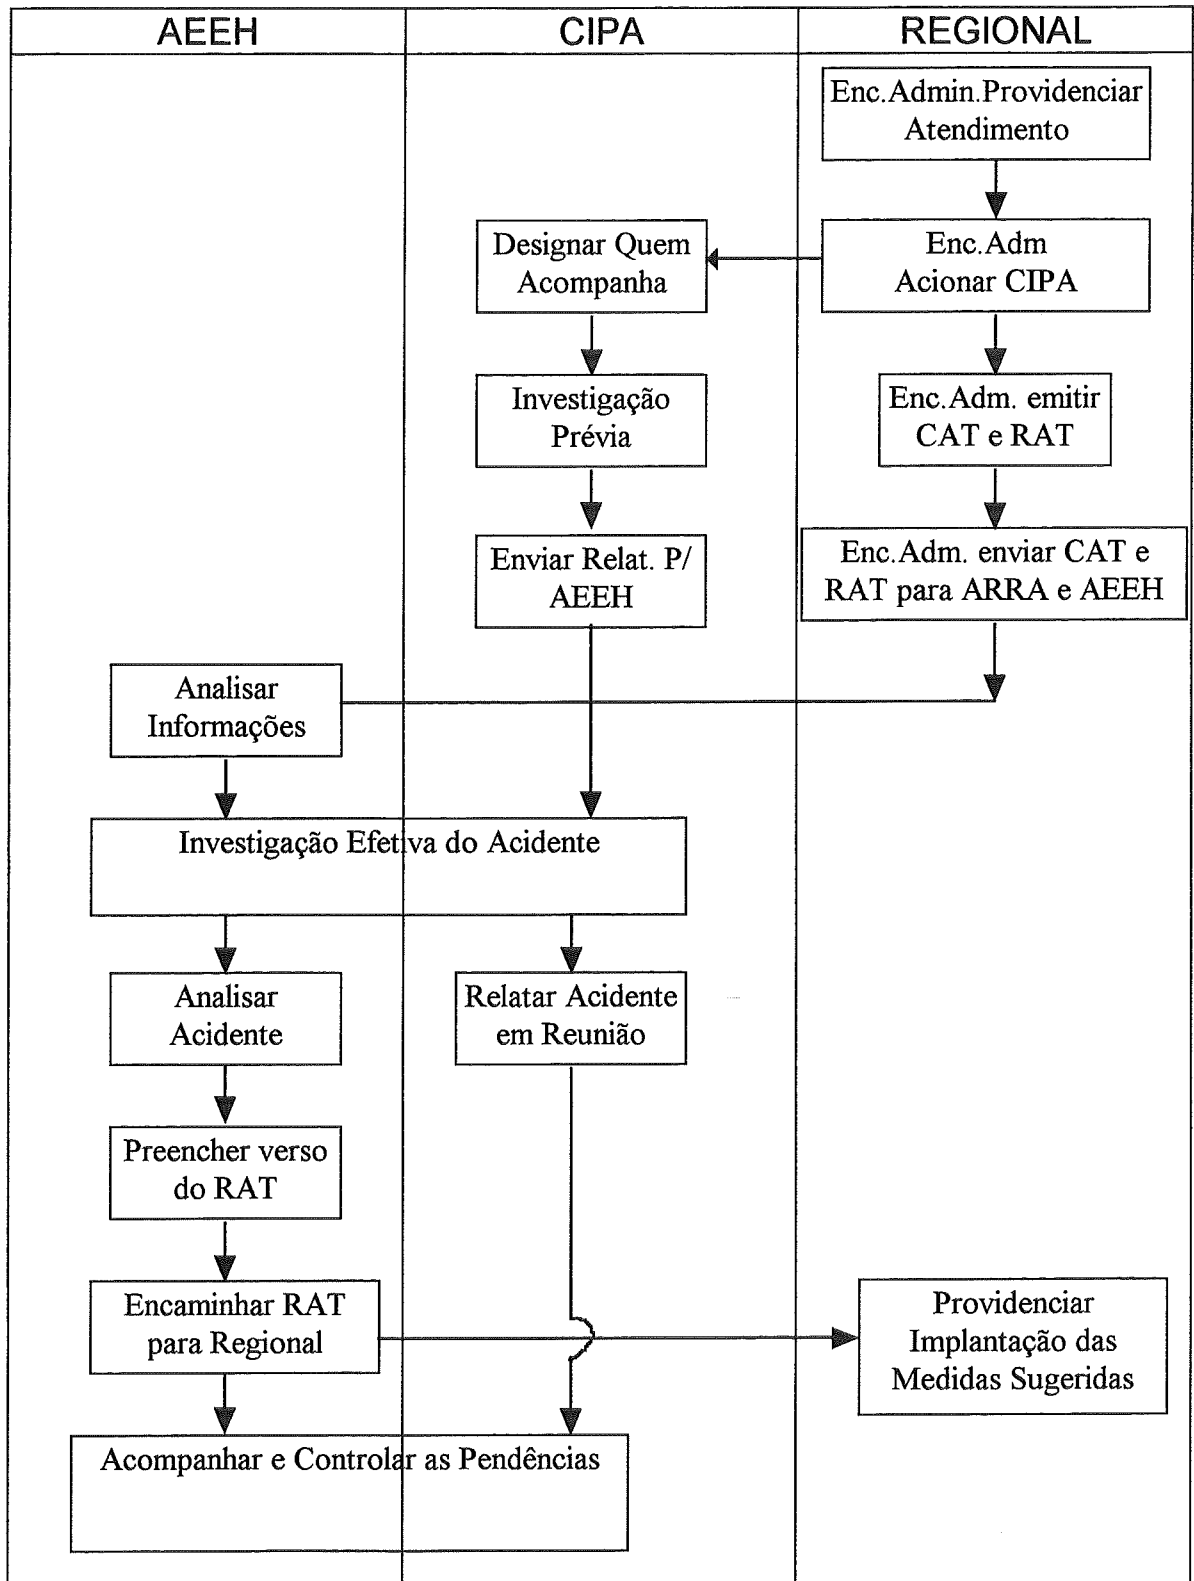 AEEH
CIPA
REGIONAL
Enc.Admin.Providenciar
Atendimento
Designar Quem
Acompanha
Enc.Adm
Acionar CIPA
Investigação
Prévia
Enc.Adm. emitir
CAT e RAT
Enviar Relat. P/
AEEH
Enc.Adm. enviar CAT e
RAT para ARRA e AEEH
Analisar
Informações
Investigação Efetiva do Acidente
Analisar
Acidente
Relatar Acidente
em Reunião
Preencher verso
do RAT
Encaminhar RAT
para Regional
Providenciar
Implantação das
Medidas Sugeridas
Acompanhar e Controlar as Pendências